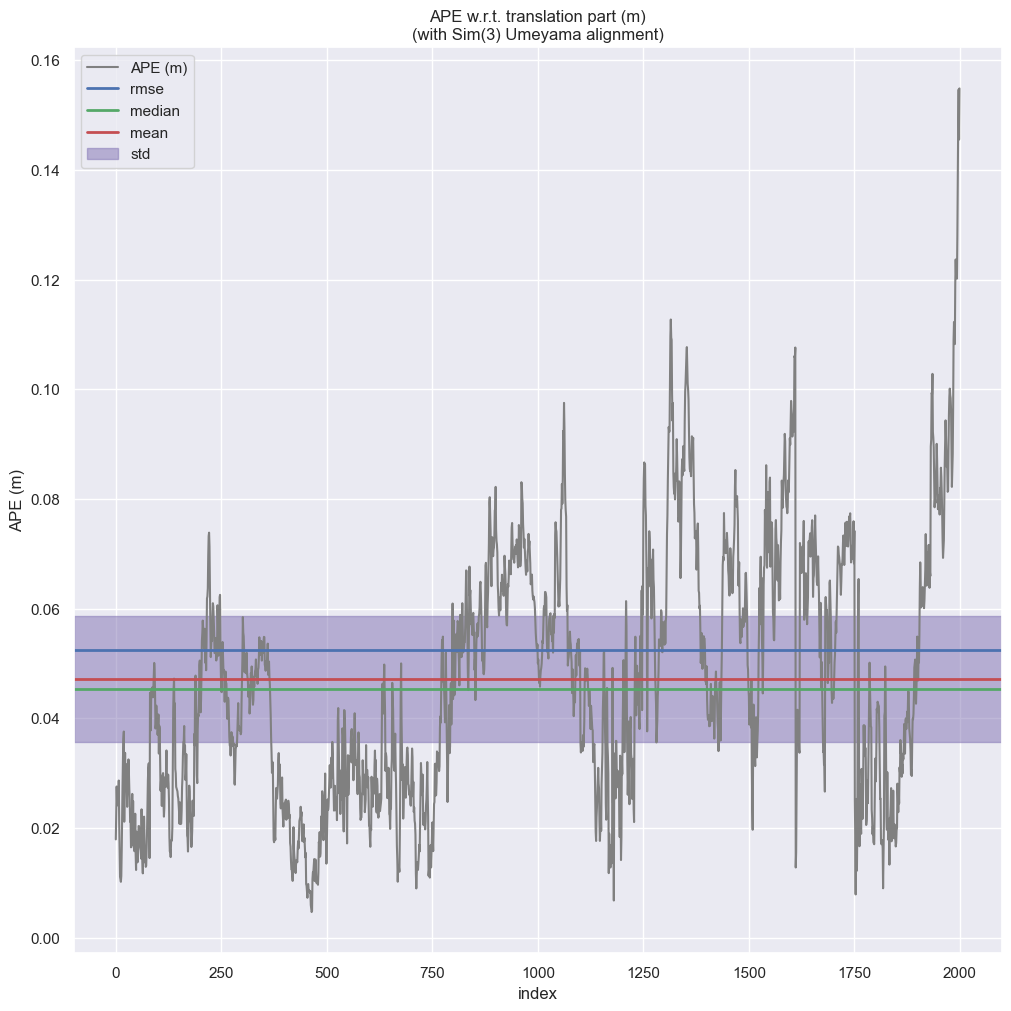 APE w.r.t. translation part (m)
(with Sim(3) Umeyama alignment)
APE (m)
rmse
median
mean
std
APE (m)
0.16
0.14
0.12
0.10
0.08
0.06
0.04
0.02
0.00
0 250 500 750 1000 1250 1500 1750 2000
index